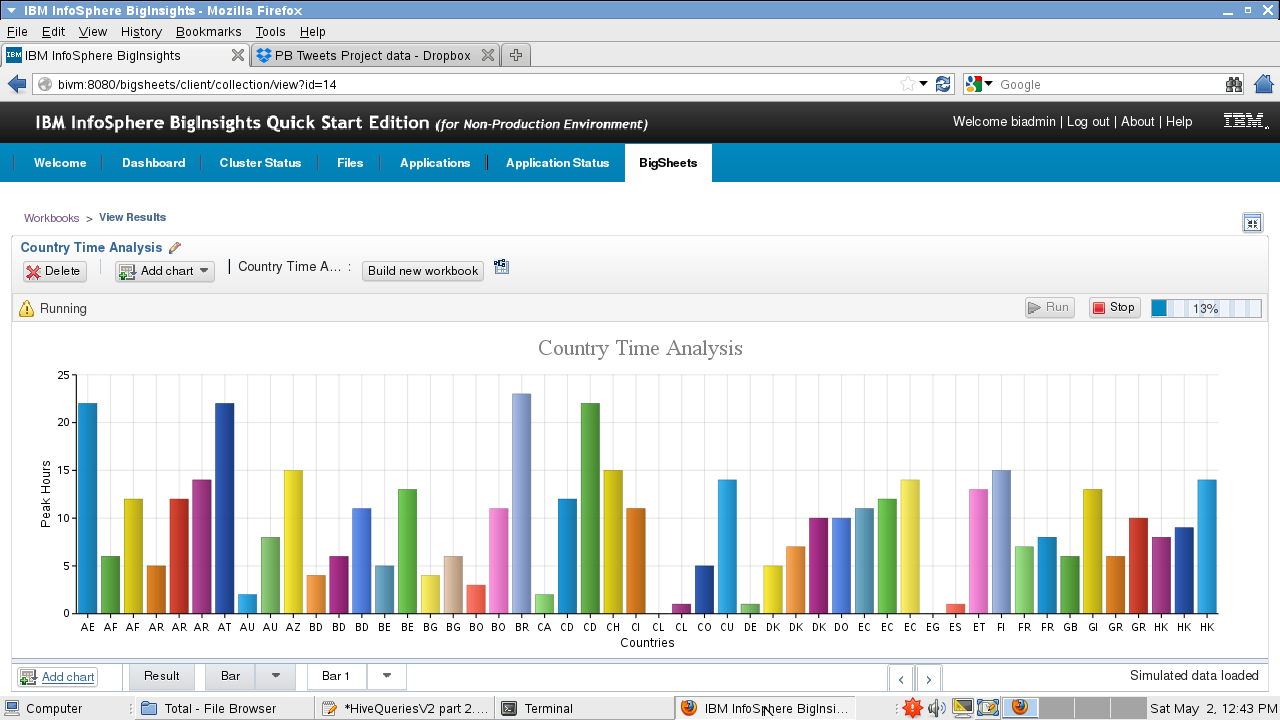 IBM InfoSphere BigInsights - Mozilla Firefox
File Edit View History Bookmarks Tools Help
IBM IBM InfoSphere BigInsights PB Tweets Project data - Dropbox
bivm:8080/bigsheets/client/collection/view?id=14 Google
IBM InfoSphere BigInsights Quick Start Edition (for Non-Production Environment) Welcome biadmin | Log out | About | Help IBM.
Welcome Dashboard Cluster Status Files Applications Application Status BigSheets
Workbooks > View Results
Country Time Analysis
Delete Add chart Country Time A... : Build new workbook
Running Run Stop 13%
Country Time Analysis
25
20
15
10
5
0
Peak Hours
AE AF AF AR AR AR AT AU AU AZ BD BD BD BE BE BG BG BO BO BR CA CD CD CH CI CL CL CO CU DE DK DK DK DO EC EC EC EG ES ET FI FR FR GB GI GR GR HK HK HK
Countries
Add chart Result Bar Bar 1 ‹ › Simulated data loaded
Computer Total - File Browser *HiveQueriesV2 part 2.... Terminal IBM InfoSphere BigInsi... Sat May 2, 12:43 PM